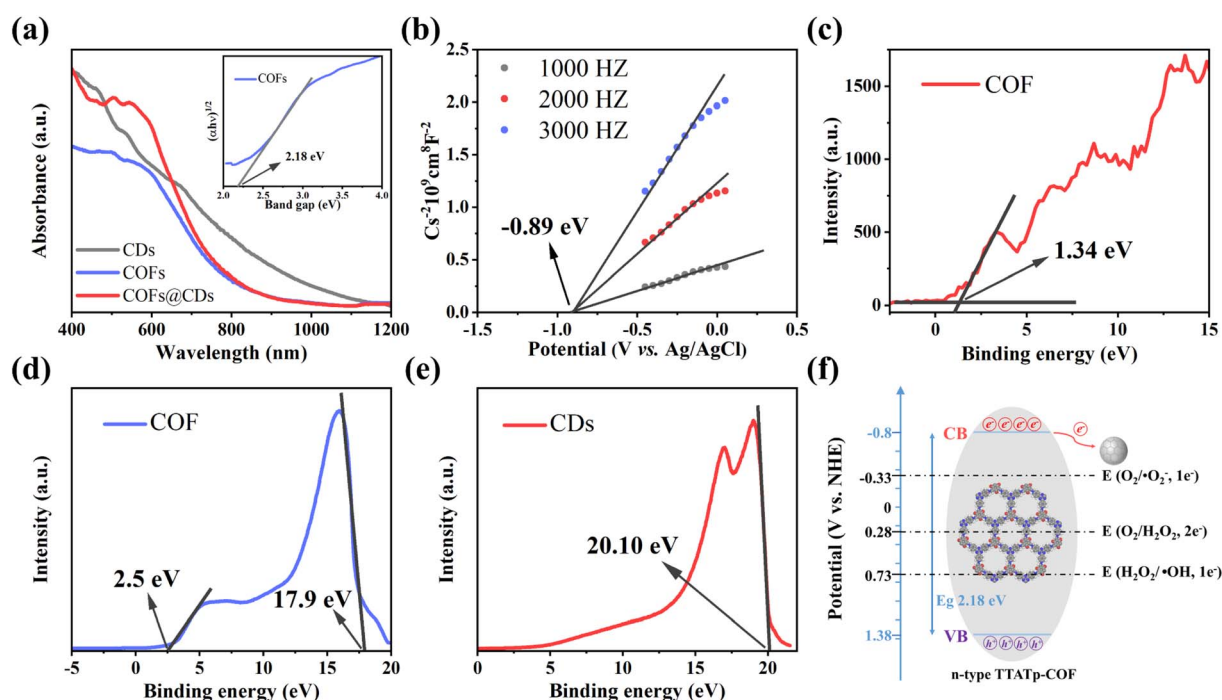 (a)
Absorbance (a.u.)
CDs
COFs
COFs@CDs
400 600 800 1000 1200
Wavelength (nm)
COFs
(αhν)^1/2
2.18 eV
2.0 2.5 3.0 3.5 4.0
Band gap (eV)
(b)
Cs⁻²10⁹ cm⁸F⁻²
2.5
2.0
1.5
1.0
0.5
0.0
1000 HZ
2000 HZ
3000 HZ
-0.89 eV
-1.5 -1.0 -0.5 0.0 0.5
Potential (V vs. Ag/AgCl)
(c)
Intensity (a.u.)
1500
1000
500
0
COF
1.34 eV
0 5 10 15
Binding energy (eV)
(d)
Intensity (a.u.)
COF
2.5 eV
17.9 eV
-5 0 5 10 15 20
Binding energy (eV)
(e)
Intensity (a.u.)
CDs
20.10 eV
0 5 10 15 20
Binding energy (eV)
(f)
Potential (V vs. NHE)
-0.8
-0.33
0
0.28
0.73
1.38
CB
e⁻ e⁻ e⁻ e⁻
e⁻
E (O₂/•O₂⁻, 1e⁻)
E (O₂/H₂O₂, 2e⁻)
E (H₂O₂/•OH, 1e⁻)
Eg 2.18 eV
VB
h⁺ h⁺ h⁺ h⁺
n-type TTATp-COF